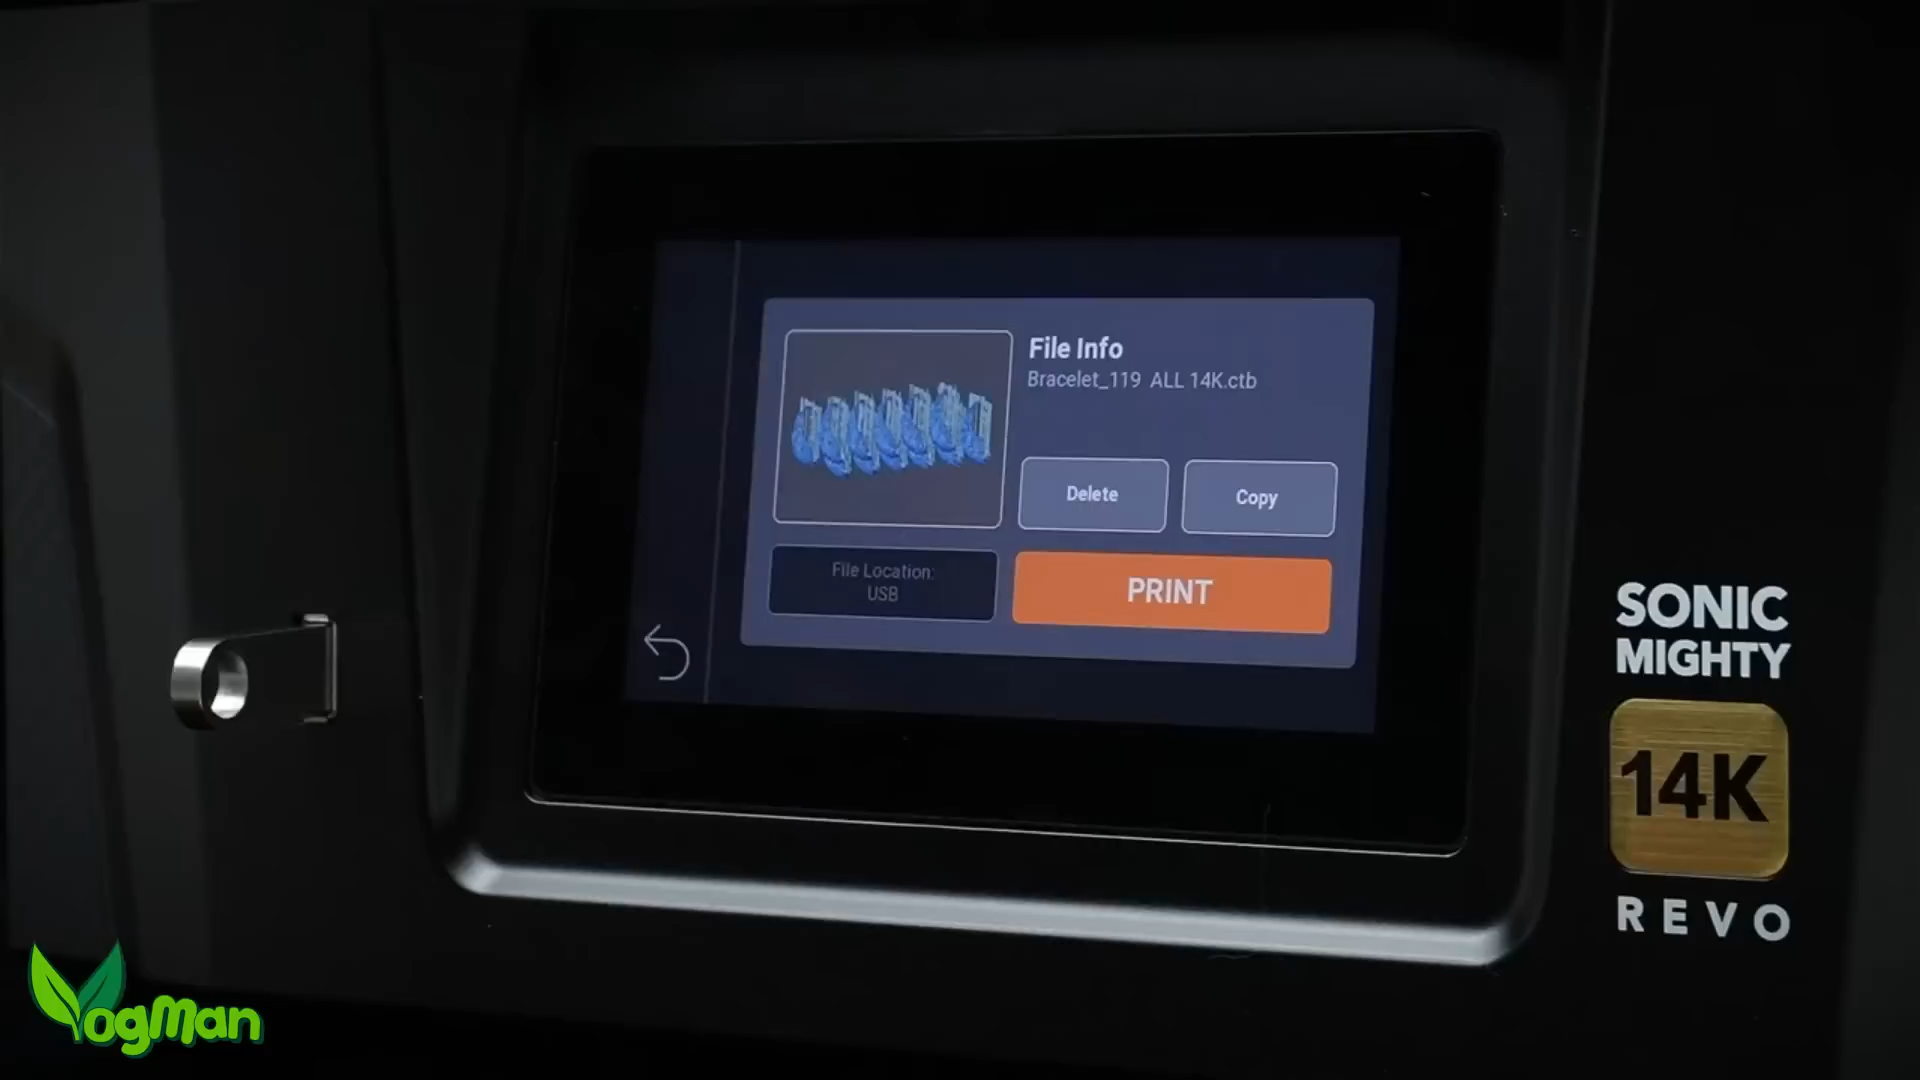 File Info
Bracelet_119 ALL 14K.ctb
Delete
Copy
File Location:
USB
PRINT
SONIC
MIGHTY
14K
REVO
YogMan